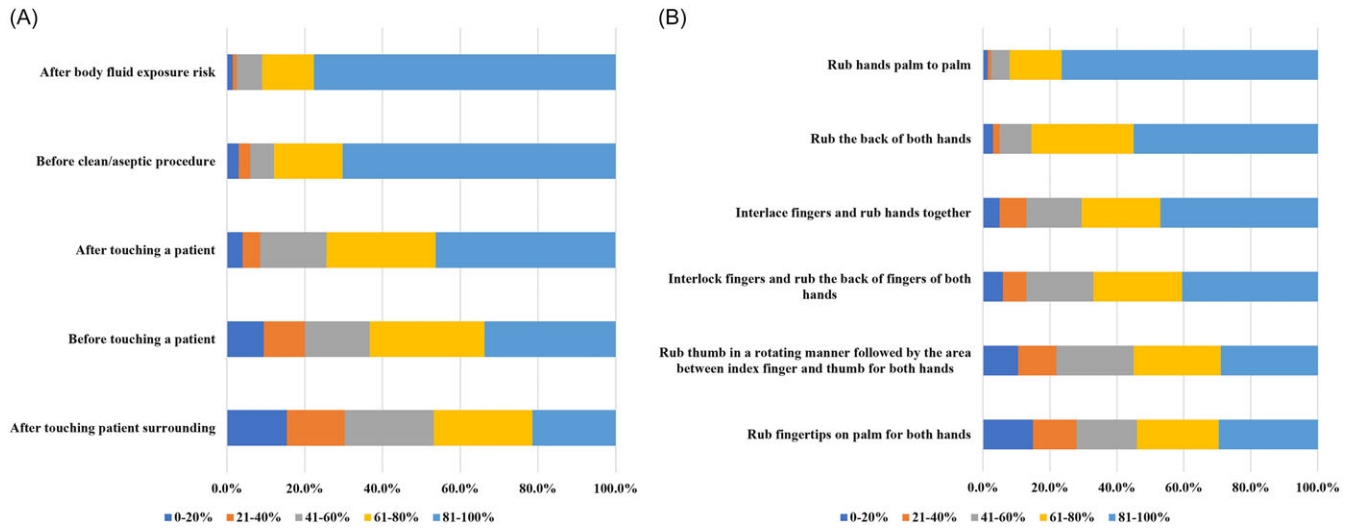 (A)
After body fluid exposure risk
Before clean/aseptic procedure
After touching a patient
Before touching a patient
After touching patient surrounding
0.0% 20.0% 40.0% 60.0% 80.0% 100.0%
0-20% 21-40% 41-60% 61-80% 81-100%
(B)
Rub hands palm to palm
Rub the back of both hands
Interlace fingers and rub hands together
Interlock fingers and rub the back of fingers of both
hands
Rub thumb in a rotating manner followed by the area
between index finger and thumb for both hands
Rub fingertips on palm for both hands
0.0% 20.0% 40.0% 60.0% 80.0% 100.0%
0-20% 21-40% 41-60% 61-80% 81-100%